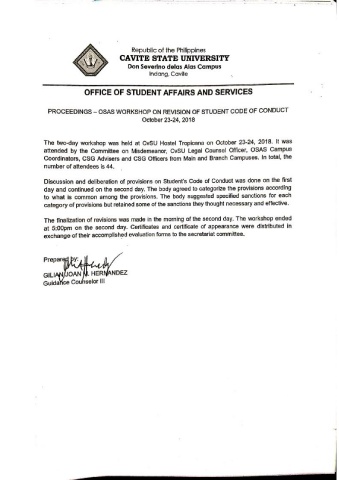 Republic of the Philippines
CAVITE STATE UNIVERSITY
Don Severino delas Alas Campus
Indang, Cavite
OFFICE OF STUDENT AFFAIRS AND SERVICES
PROCEEDINGS – OSAS WORKSHOP ON REVISION OF STUDENT CODE OF CONDUCT
October 23-24, 2018
The two-day workshop was held at CvSU Hostel Tropicana on October 23-24, 2018. It was
attended by the Committee on Misdemeanor, CvSU Legal Counsel Officer, OSAS Campus
Coordinators, CSG Advisers and CSG Officers from Main and Branch Campuses. In total, the
number of attendees is 44.
Discussion and deliberation of provisions on Student's Code of Conduct was done on the first
day and continued on the second day. The body agreed to categorize the provisions according
to what is common among the provisions. The body suggested specified sanctions for each
category of provisions but retained some of the sanctions they thought necessary and effective.
The finalization of revisions was made in the morning of the second day. The workshop ended
at 5:00pm on the second day. Certificates and certificate of appearance were distributed in
exchange of their accomplished evaluation forms to the secretariat committee.
Prepared by:
GILIAN JOAN M. HERNANDEZ
Guidance Counselor III